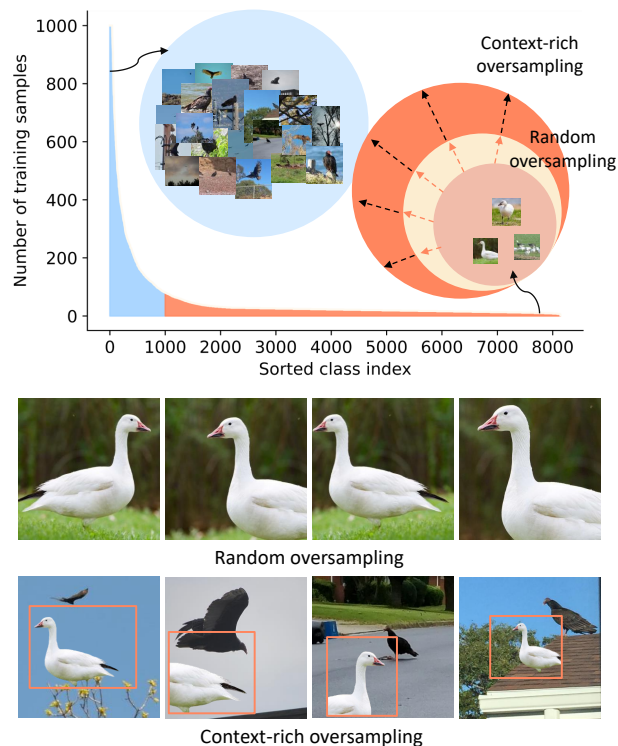 Context-rich
oversampling
Random
oversampling
Number of training samples
1000
800
600
400
200
0
0 1000 2000 3000 4000 5000 6000 7000 8000
Sorted class index
Random oversampling
Context-rich oversampling